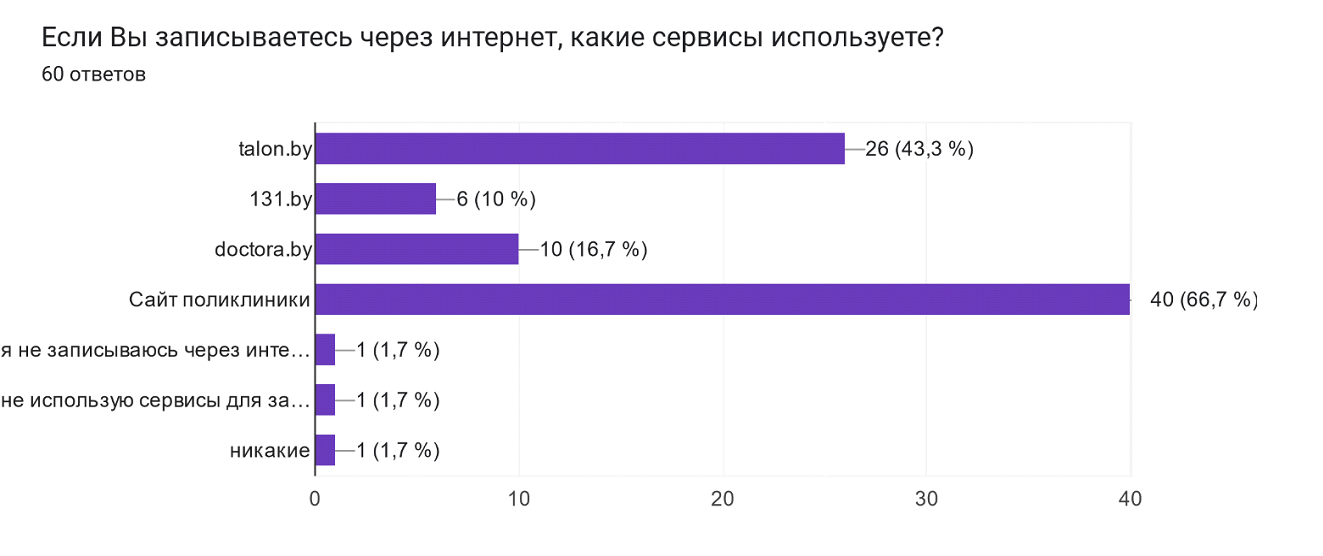 Если Вы записываетесь через интернет, какие сервисы используете?
60 ответов
talon.by 26 (43,3 %)
131.by 6 (10 %)
doctora.by 10 (16,7 %)
Сайт поликлиники 40 (66,7 %)
я не записываюсь через инте… 1 (1,7 %)
не использую сервисы для за… 1 (1,7 %)
никакие 1 (1,7 %)
0 10 20 30 40